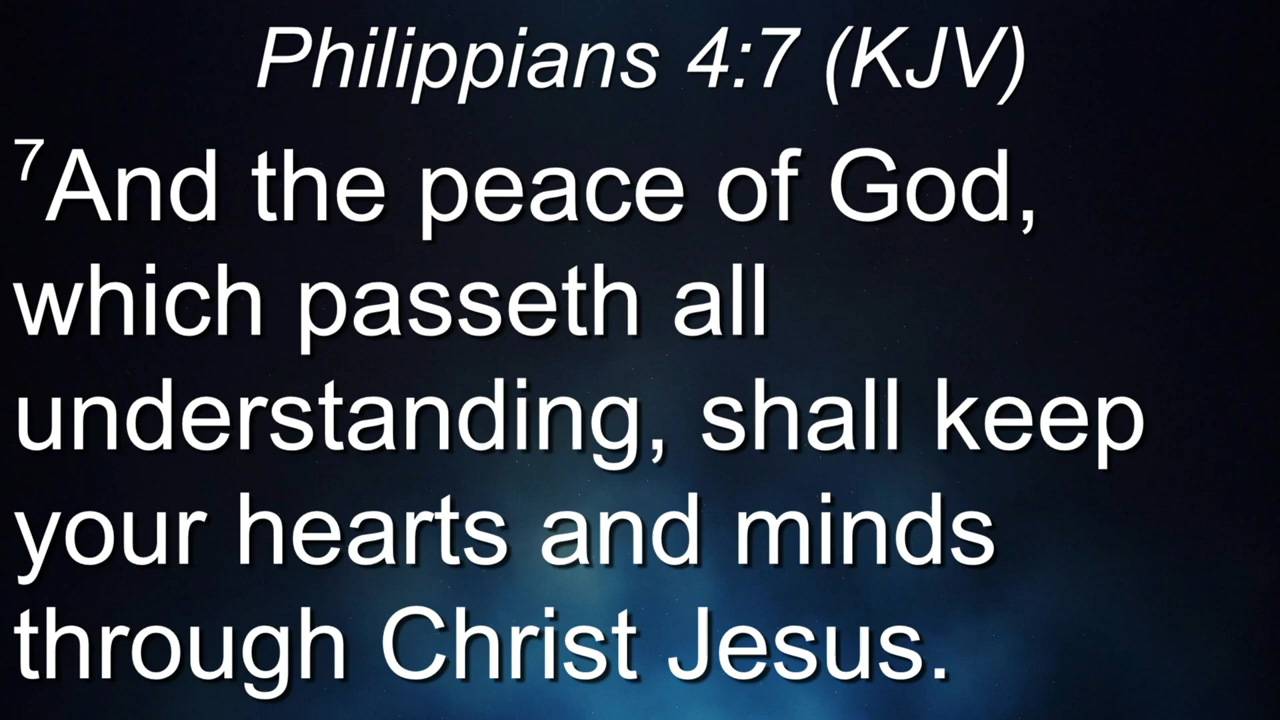 Philippians 4:7 (KJV)
7And the peace of God,
which passeth all
understanding, shall keep
your hearts and minds
through Christ Jesus.